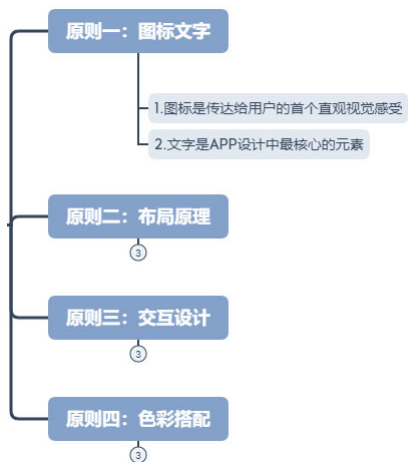 原则一：图标文字
1.图标是传达给用户的首个直观视觉感受
2.文字是APP设计中最核心的元素
原则二：布局原理
3
原则三：交互设计
3
原则四：色彩搭配
3